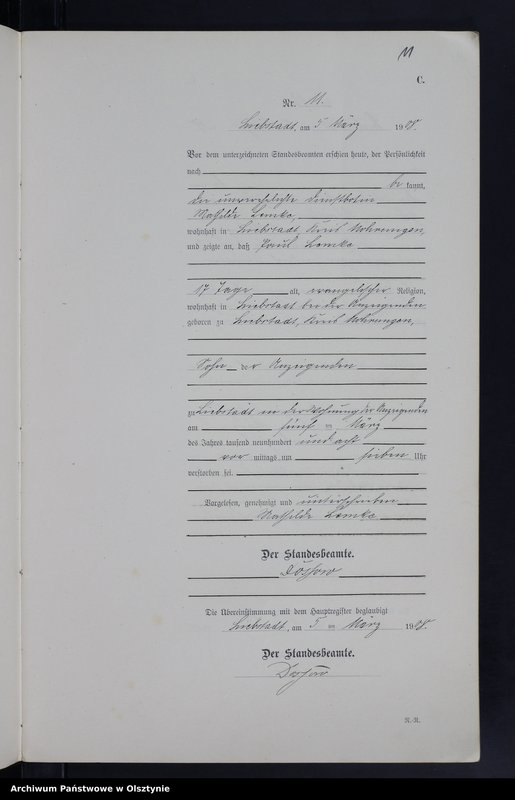 11
C.
Nr. 11.
Liebstadt, am 5 März 1908.
Vor dem unterzeichneten Standesbeamten erschien heute, der Persönlichkeit
nach
be kannt,
die unverehelichte Dienstbotin
Mathilde Lemke,
wohnhaft in Liebstadt, Kreis Mohrungen,
und zeigte an, daß Paul Lemke
17 Tage alt, evangelischer Religion,
wohnhaft in Liebstadt bei der Anzeigenden
geboren zu Liebstadt, Kreis Mohrungen,
Sohn der Anzeigenden
zu Liebstadt in der Wohnung der Anzeigenden
am fünf ten März
des Jahres tausend neunhundert und acht
vor mittags um sieben Uhr
verstorben sei.
Vorgelesen, genehmigt und unterschrieben
Mathilde Lemke
Der Standesbeamte.
Die Übereinstimmung mit dem Hauptregister beglaubigt
Liebstadt, am 5 ten März 1908.
Der Standesbeamte.
R.-R.
Archiwum Państwowe w Olsztynie